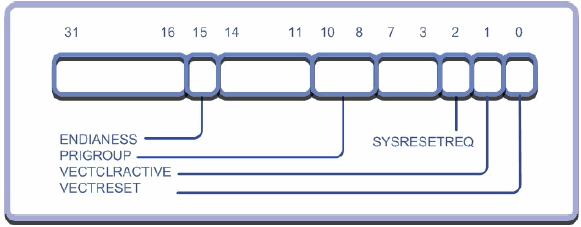 31 16 15 14 11 10 8 7 3 2 1 0
ENDIANESS
PRIGROUP
SYSRESETREQ
VECTCLRACTIVE
VECTRESET